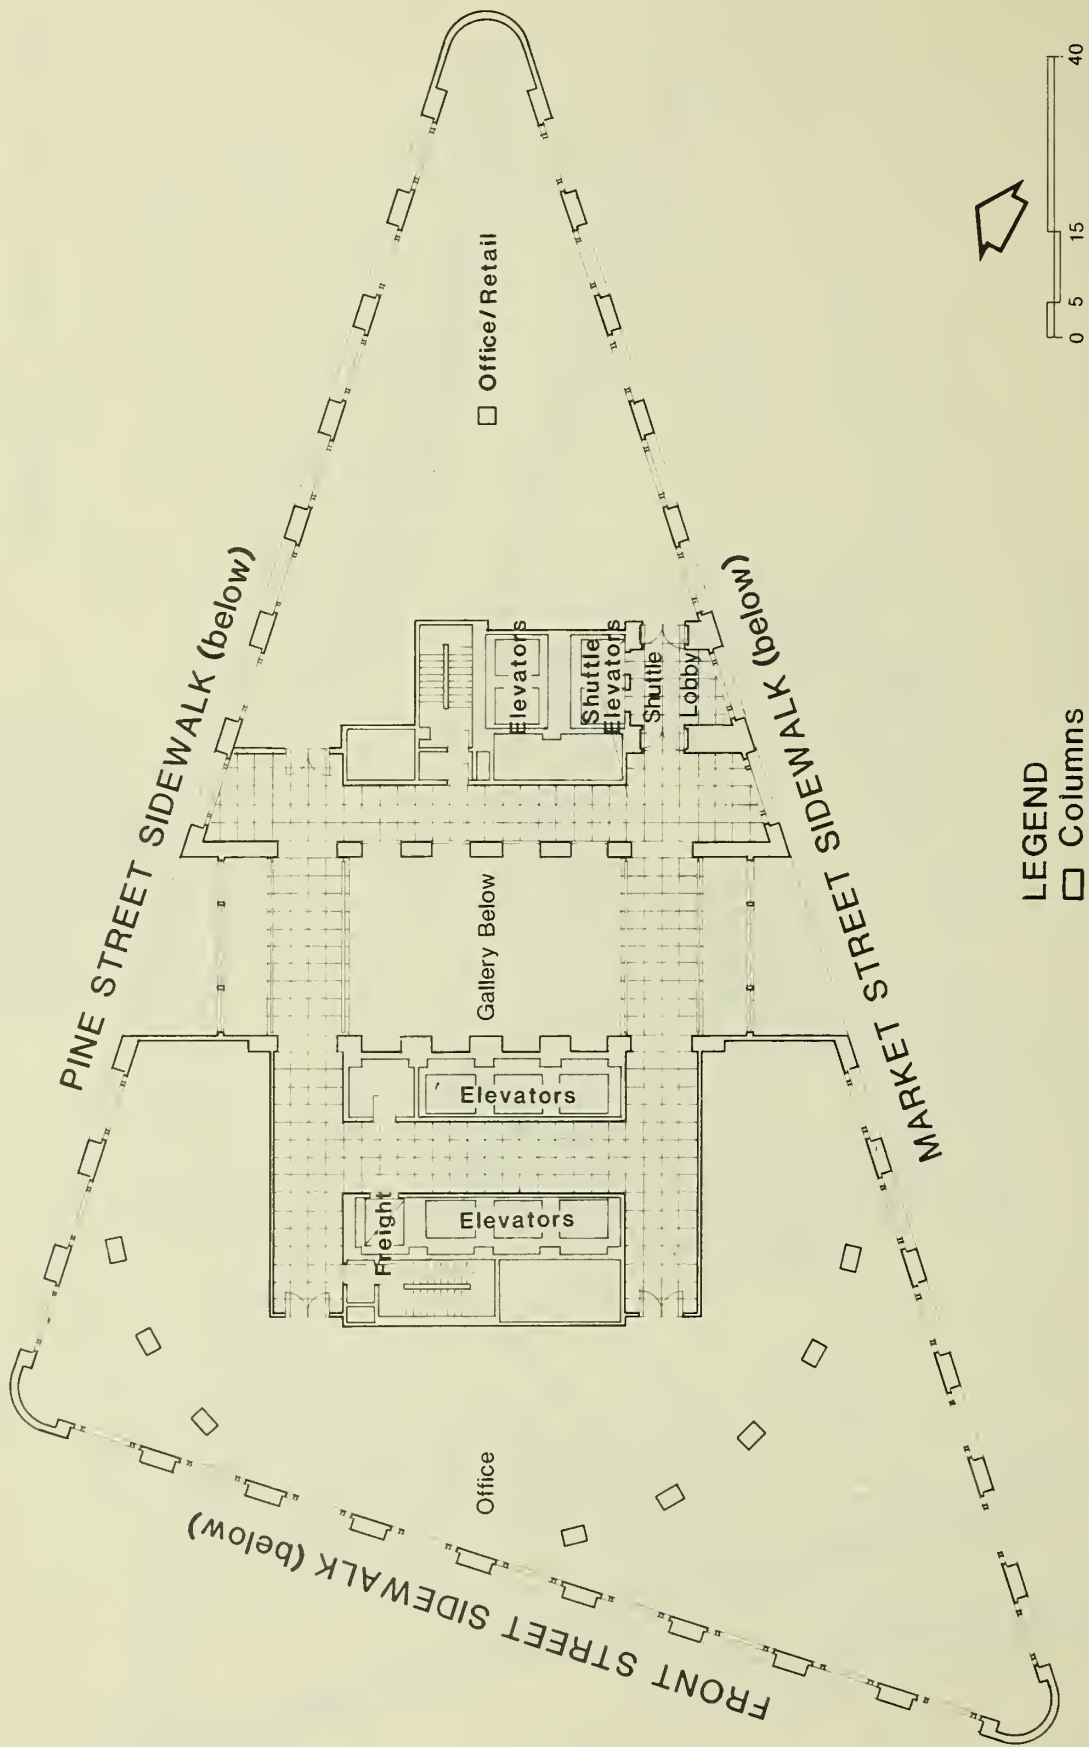 PINE STREET SIDEWALK (below)
Office/Retail
Elevators
Shuttle
Elevators
Shuttle
Lobby
Gallery Below
Elevators
Elevators
Freight
Office
FRONT STREET SIDEWALK (below)
MARKET STREET SIDEWALK (below)
LEGEND
Columns
0 5 15 40